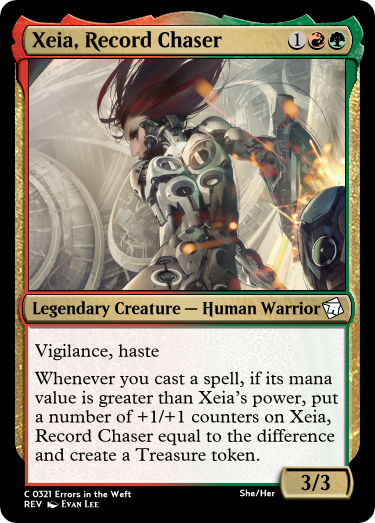 Xeia, Record Chaser 1
Legendary Creature — Human Warrior
Vigilance, haste
Whenever you cast a spell, if its mana
value is greater than Xeia's power, put
a number of +1/+1 counters on Xeia,
Record Chaser equal to the difference
and create a Treasure token.
3/3
C 0321 Errors in the Weft
She/Her
REV Evan Lee